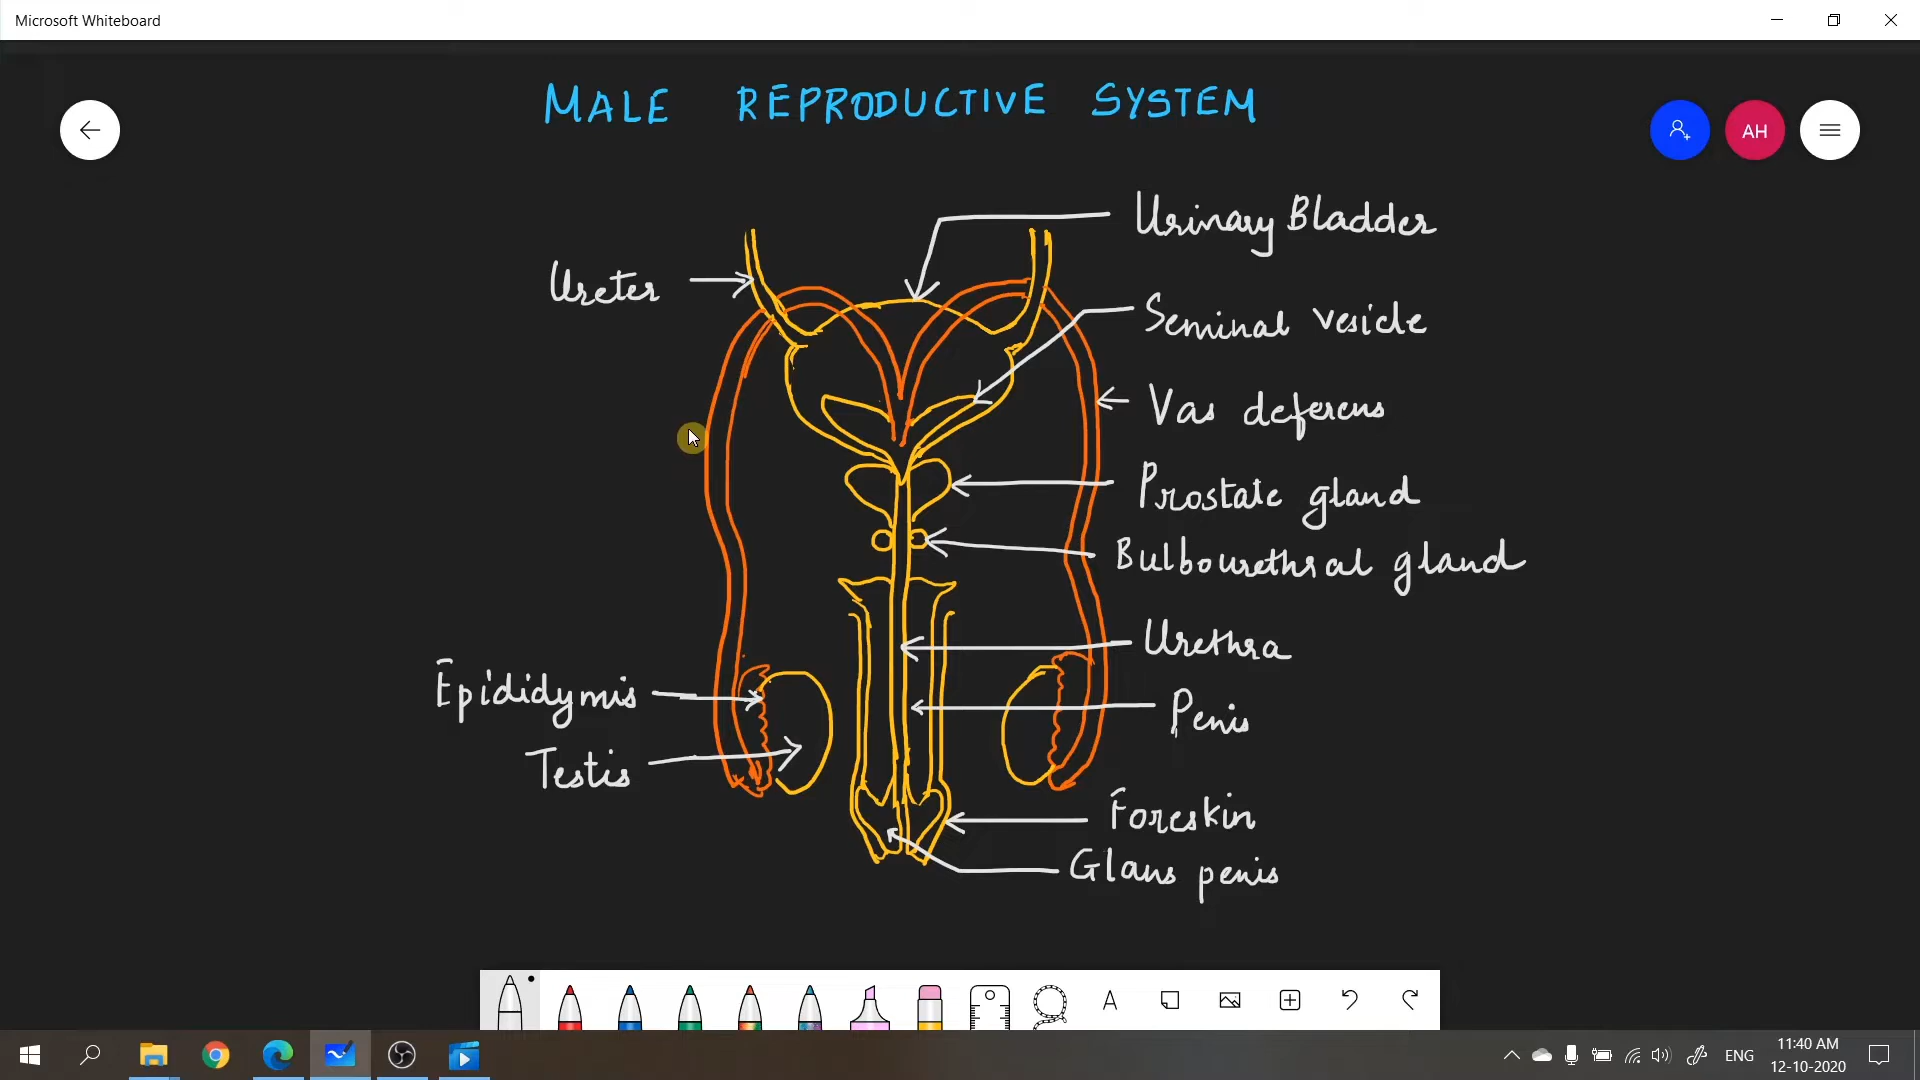 Microsoft Whiteboard
MALE REPRODUCTIVE SYSTEM
AH
Urinary Bladder
Ureter
Seminal vesicle
Vas deferens
Prostate gland
Bulbourethral gland
Urethra
Epididymis
Penis
Testis
Foreskin
Glans penis
ENG
11:40 AM
12-10-2020